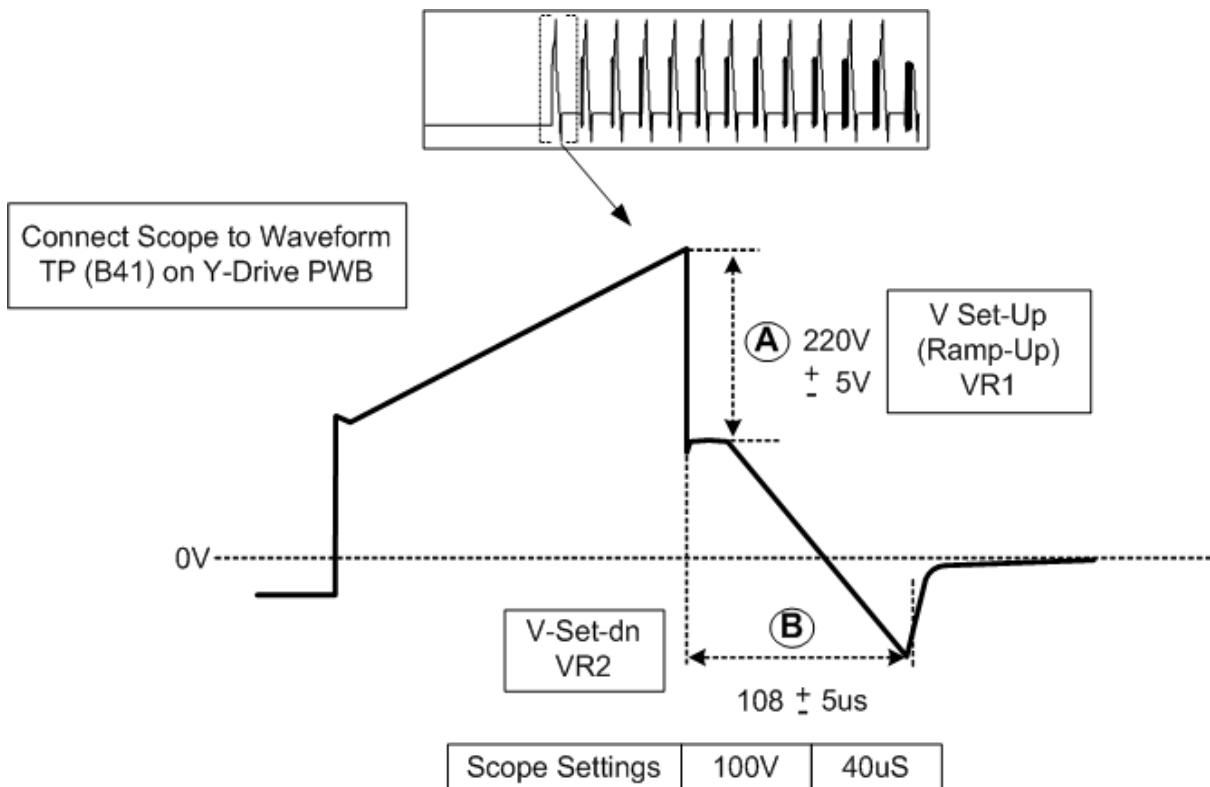 Connect Scope to Waveform
TP (B41) on Y-Drive PWB
A 220V
± 5V
V Set-Up
(Ramp-Up)
VR1
0V
V-Set-dn
VR2
B
108 ± 5us
Scope Settings 100V 40uS